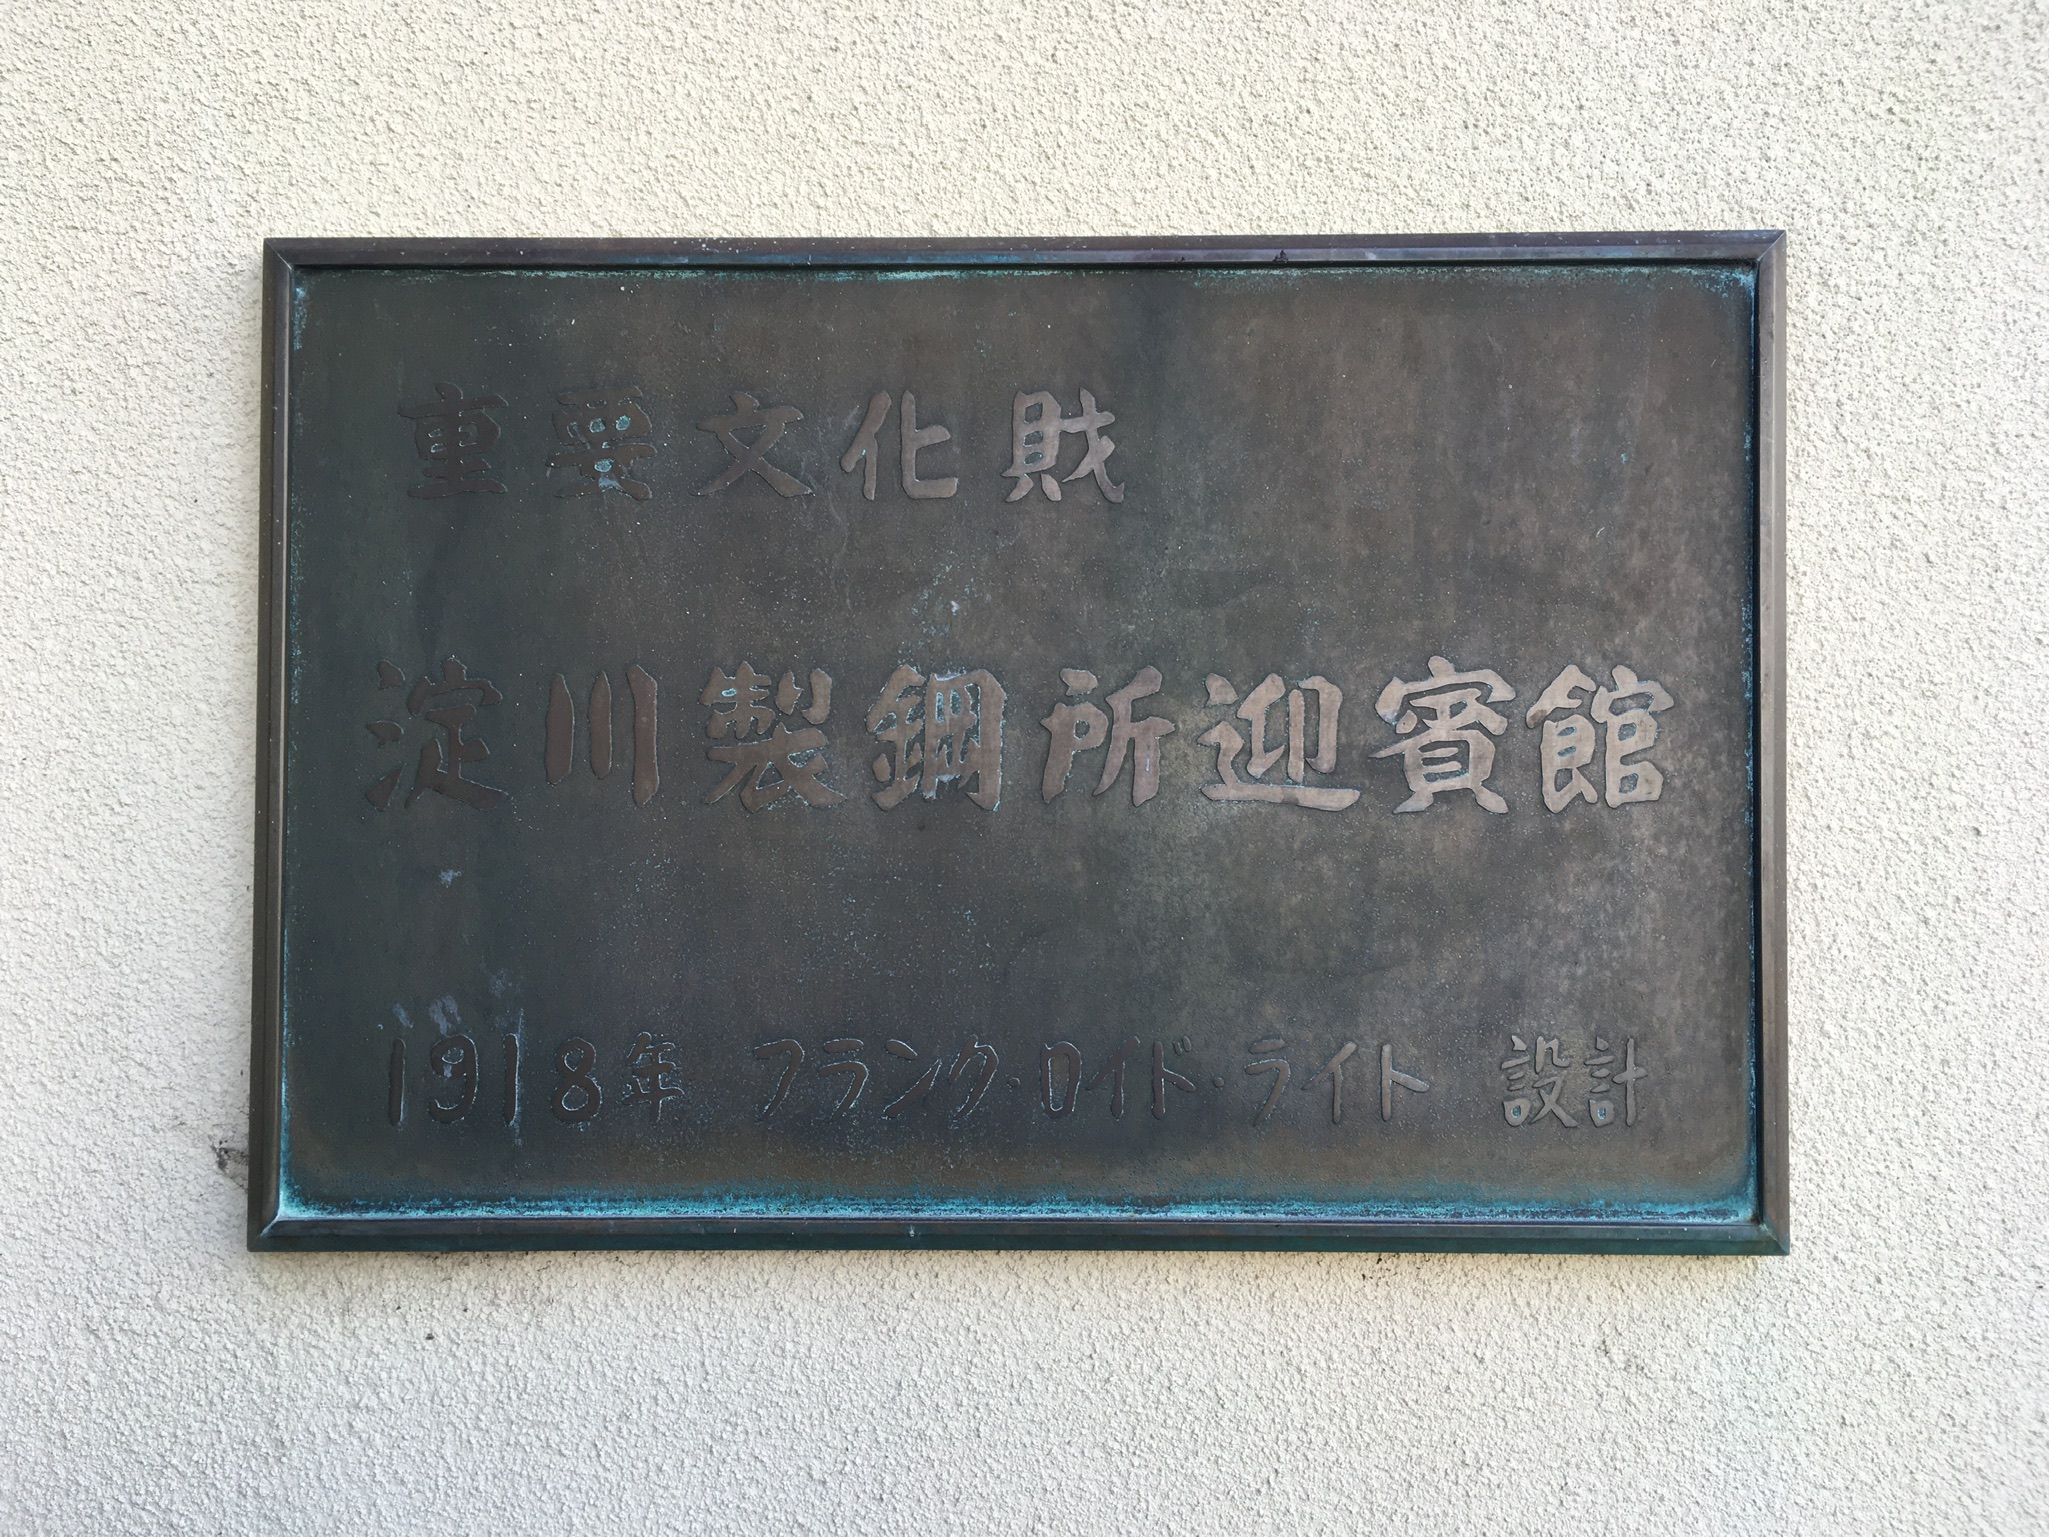 重要文化財
淀川製鋼所迎賓館
1918年 フランク・ロイド・ライト 設計